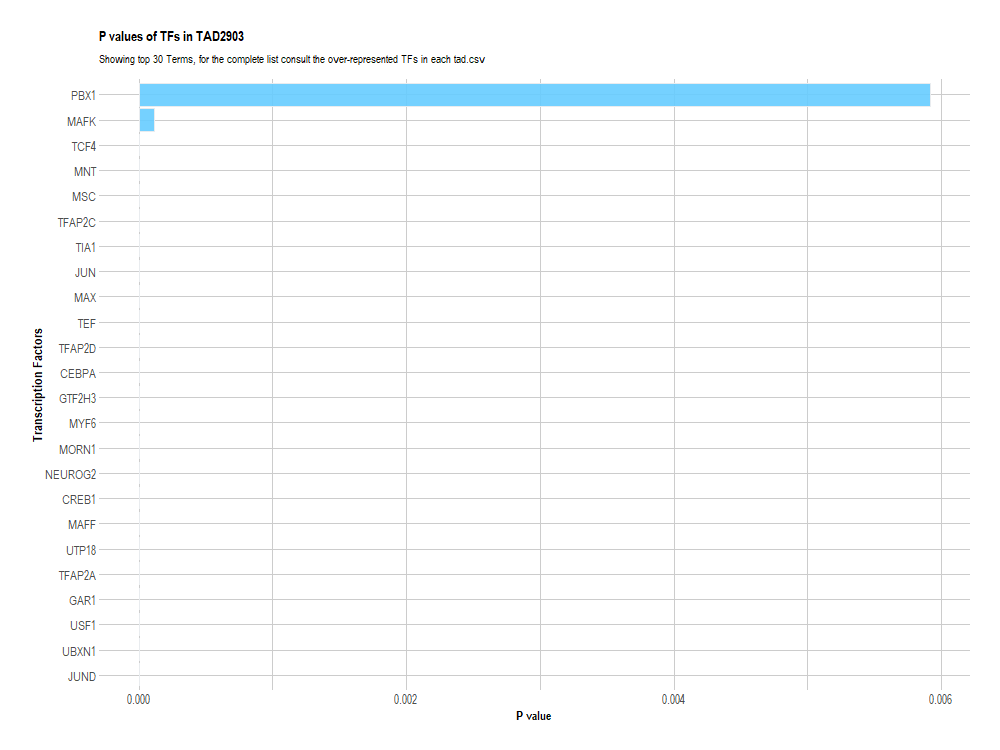 P values of TFs in TAD2903
Showing top 30 Terms, for the complete list consult the over-represented TFs in each tad.csv
Transcription Factors
PBX1
MAFK
TCF4
MNT
MSC
TFAP2C
TIA1
JUN
MAX
TEF
TFAP2D
CEBPA
GTF2H3
MYF6
MORN1
NEUROG2
CREB1
MAFF
UTP18
TFAP2A
GAR1
USF1
UBXN1
JUND
0.000 0.002 0.004 0.006
P value